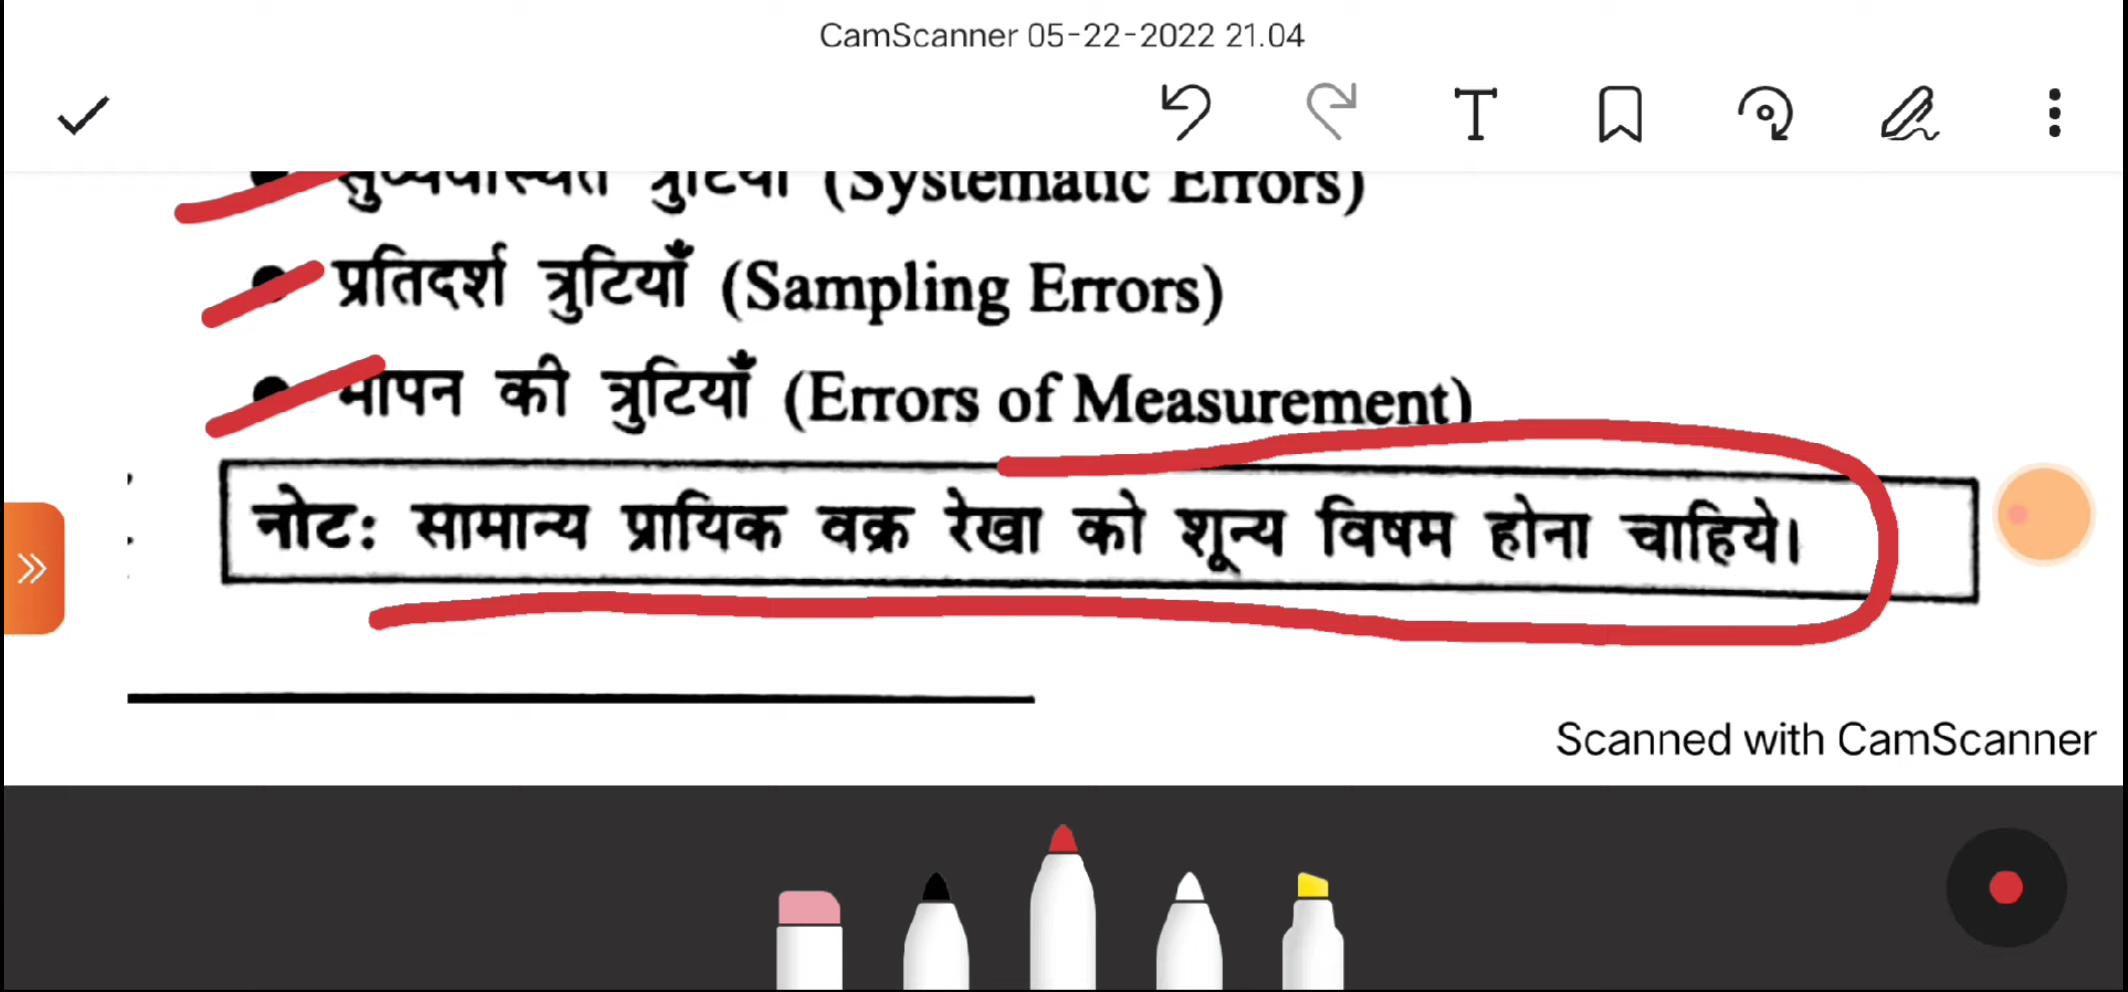 CamScanner 05-22-2022 21.04
सुव्यवस्थित त्रुटियाँ (Systematic Errors)
प्रतिदर्श त्रुटियाँ (Sampling Errors)
मापन की त्रुटियाँ (Errors of Measurement)
नोट: सामान्य प्रायिक वक्र रेखा को शून्य विषम होना चाहिये।
Scanned with CamScanner